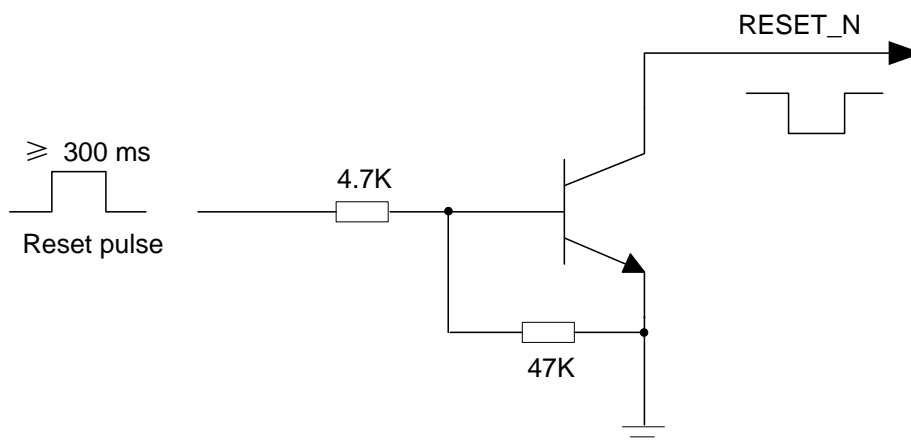 RESET_N
≥ 300 ms
4.7K
Reset pulse
47K